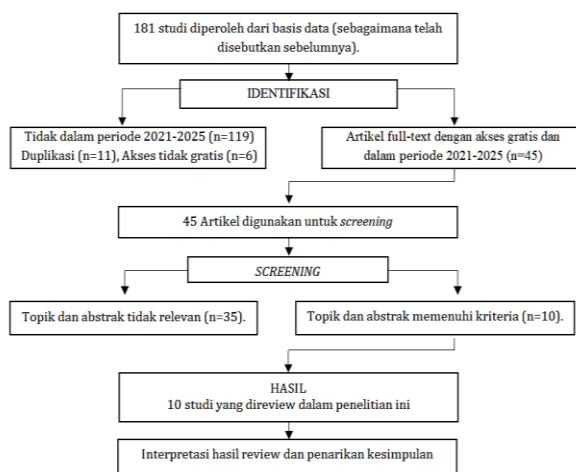 181 studi diperoleh dari basis data (sebagaimana telah
disebutkan sebelumnya).
IDENTIFIKASI
Tidak dalam periode 2021-2025 (n=119)
Duplikasi (n=11), Akses tidak gratis (n=6)
Artikel full-text dengan akses gratis dan
dalam periode 2021-2025 (n=45)
45 Artikel digunakan untuk screening
SCREENING
Topik dan abstrak tidak relevan (n=35).
Topik dan abstrak memenuhi kriteria (n=10).
HASIL
10 studi yang direview dalam penelitian ini
Interpretasi hasil review dan penarikan kesimpulan